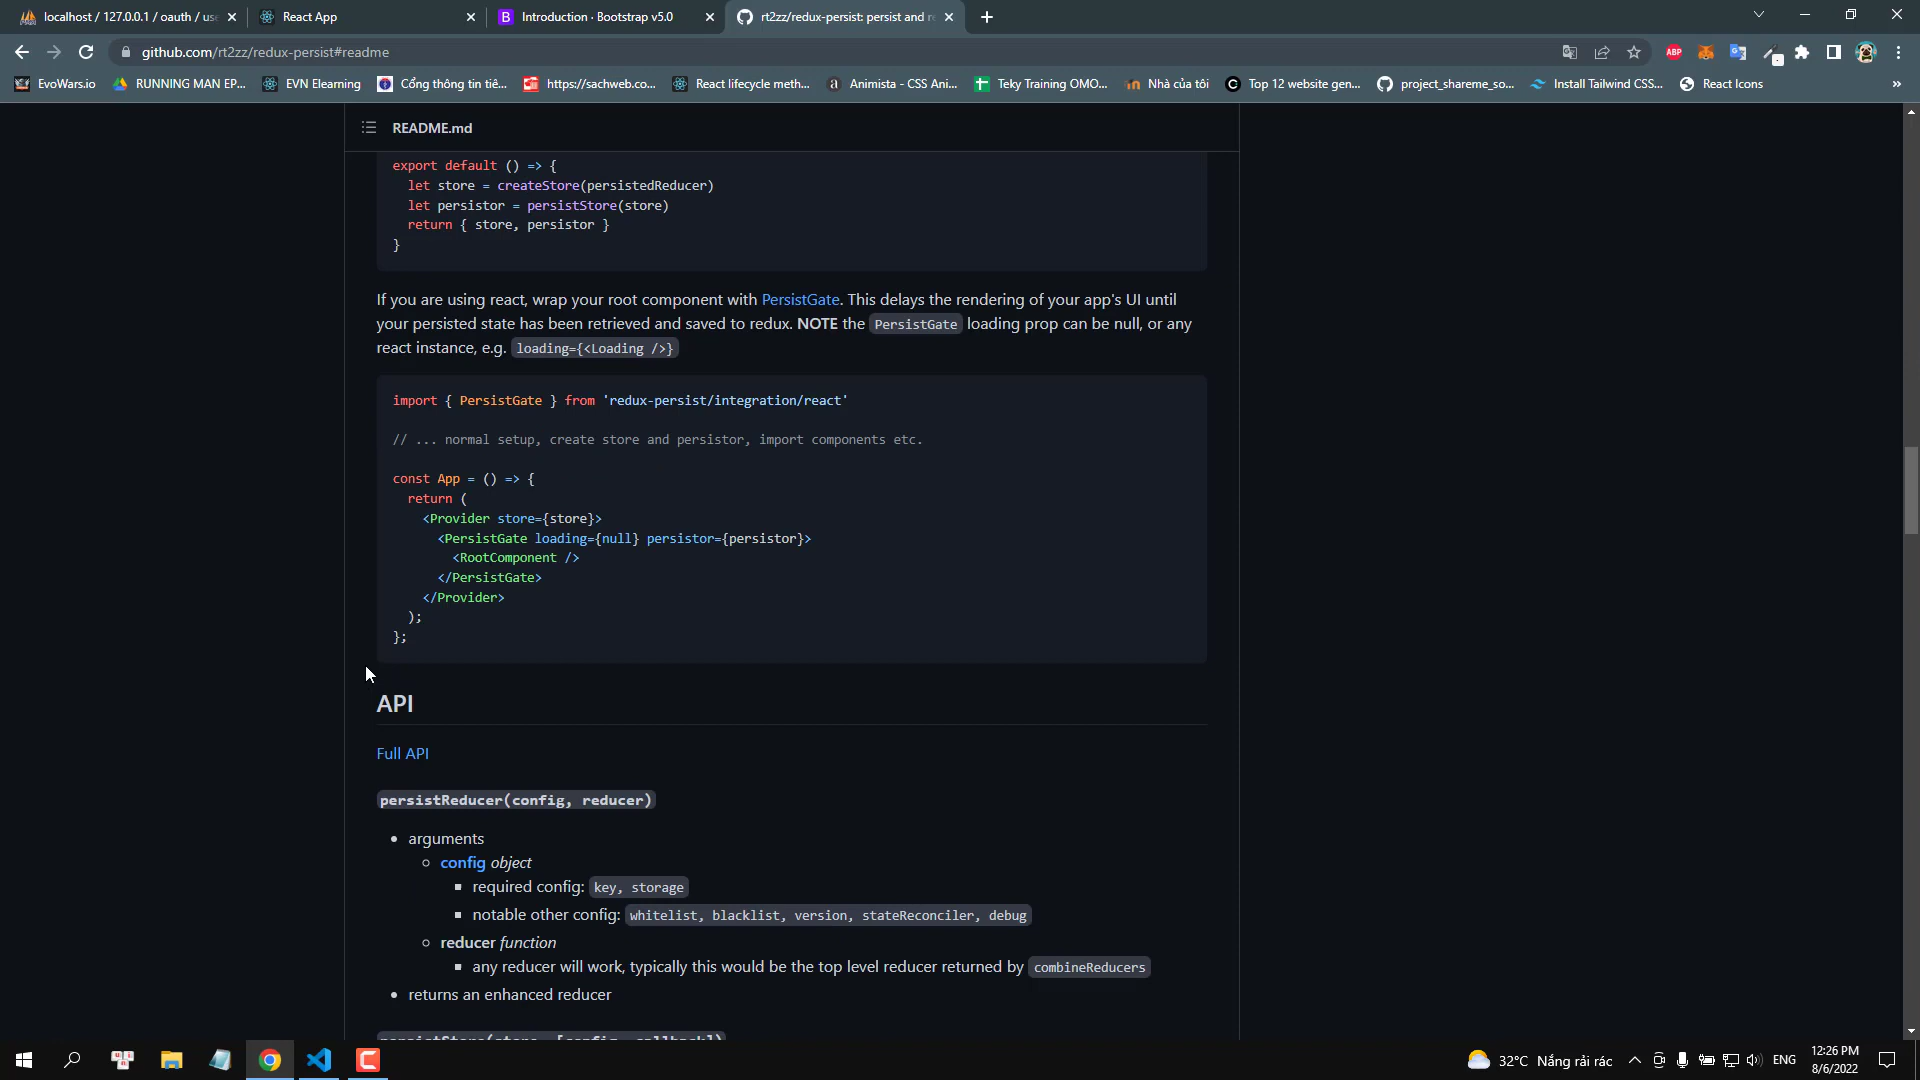 localhost / 127.0.0.1 / oauth / use
React App
Introduction · Bootstrap v5.0
rt2zz/redux-persist: persist and r
github.com/rt2zz/redux-persist#readme
ABP
EvoWars.io
RUNNING MAN EP...
EVN Elearning
Cổng thông tin tiê...
https://sachweb.co...
React lifecycle meth...
Animista - CSS Ani...
Teky Training OMO...
Nhà của tôi
Top 12 website gen...
project_shareme_so...
Install Tailwind CSS...
React Icons
»
README.md
export default () => {
let store = createStore(persistedReducer)
let persistor = persistStore(store)
return { store, persistor }
}
If you are using react, wrap your root component with PersistGate. This delays the rendering of your app's UI until
your persisted state has been retrieved and saved to redux. NOTE the PersistGate loading prop can be null, or any
react instance, e.g. loading={<Loading />}
import { PersistGate } from 'redux-persist/integration/react'
// ... normal setup, create store and persistor, import components etc.
const App = () => {
return (
<Provider store={store}>
<PersistGate loading={null} persistor={persistor}>
<RootComponent />
</PersistGate>
</Provider>
);
};
API
Full API
persistReducer(config, reducer)
arguments
config object
required config: key, storage
notable other config: whitelist, blacklist, version, stateReconciler, debug
reducer function
any reducer will work, typically this would be the top level reducer returned by combineReducers
returns an enhanced reducer
persistStore(store, [config, callback])
32°C Nắng rải rác
ENG
12:26 PM
8/6/2022